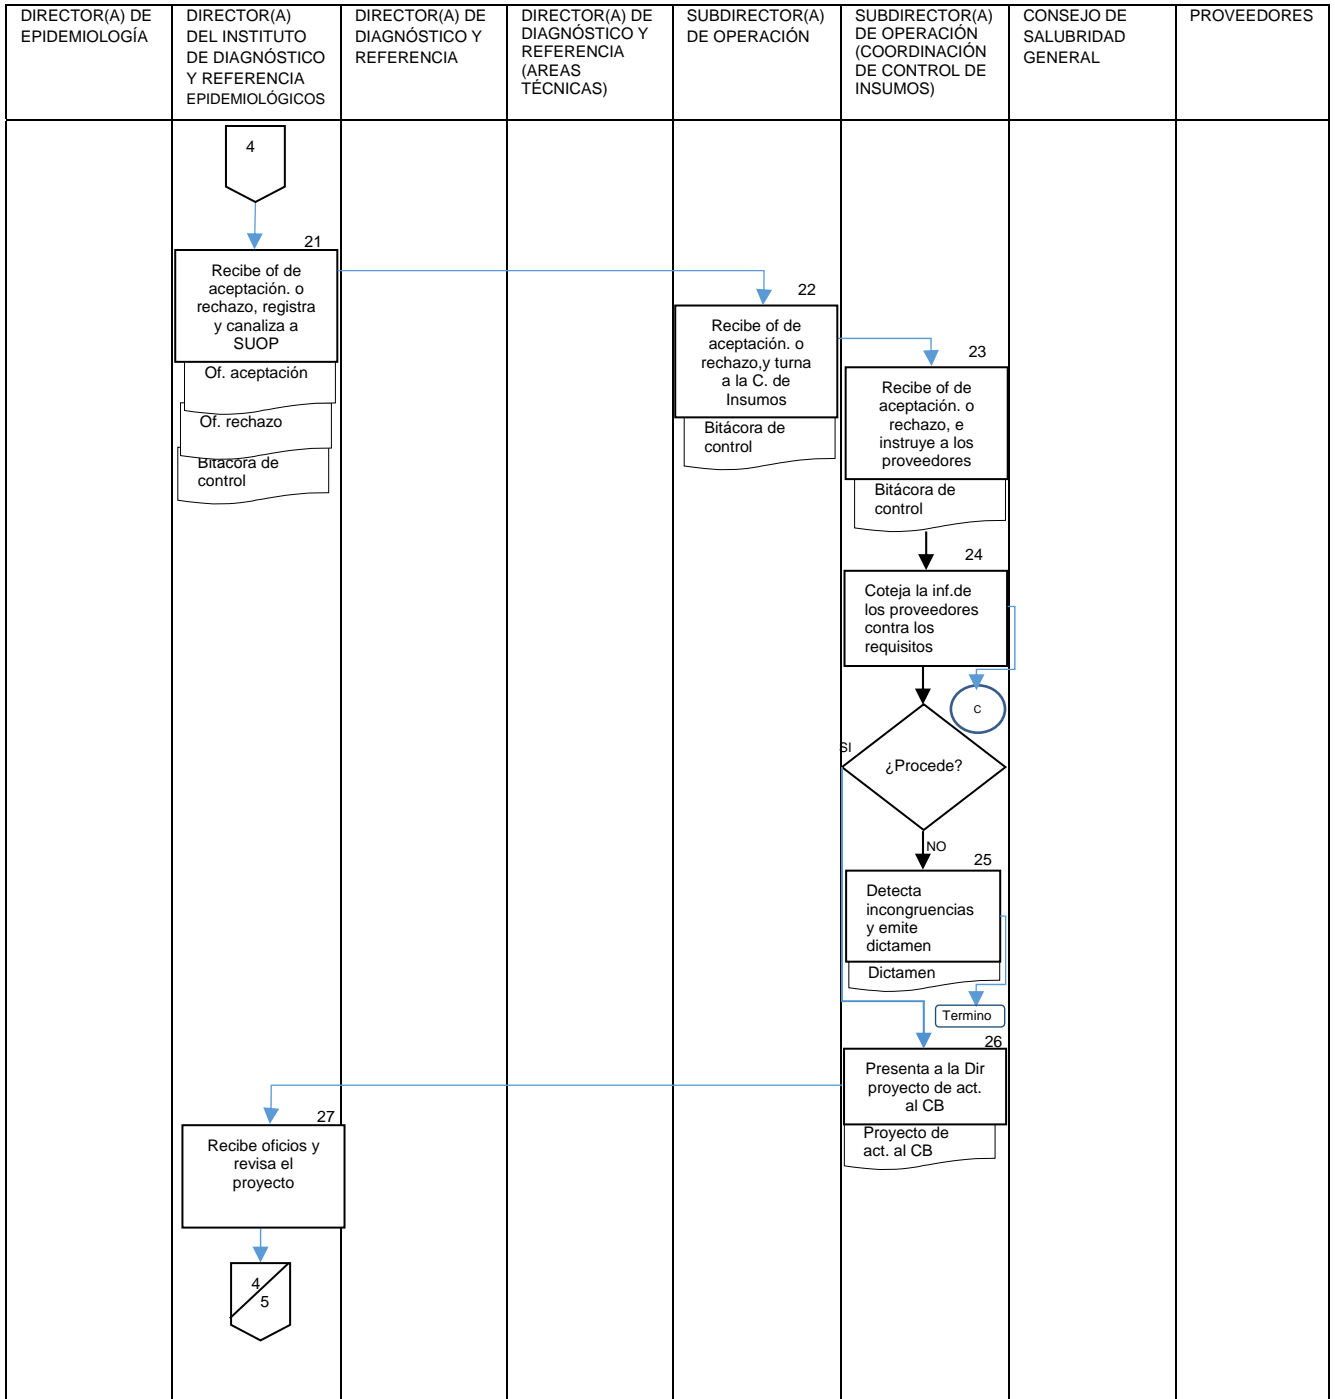 DIRECTOR(A) DE
EPIDEMIOLOGÍA
DIRECTOR(A)
DEL INSTITUTO
DE DIAGNÓSTICO
Y REFERENCIA
EPIDEMIOLÓGICOS
DIRECTOR(A) DE
DIAGNÓSTICO Y
REFERENCIA
DIRECTOR(A) DE
DIAGNÓSTICO Y
REFERENCIA
(AREAS
TÉCNICAS)
SUBDIRECTOR(A)
DE OPERACIÓN
SUBDIRECTOR(A)
DE OPERACIÓN
(COORDINACIÓN
DE CONTROL DE
INSUMOS)
CONSEJO DE
SALUBRIDAD
GENERAL
PROVEEDORES
4
21
Recibe of de
aceptación. o
rechazo, registra
y canaliza a
SUOP
Of. aceptación
Of. rechazo
Bitácora de
control
22
Recibe of de
aceptación. o
rechazo,y turna
a la C. de
Insumos
Bitácora de
control
23
Recibe of de
aceptación. o
rechazo, e
instruye a los
proveedores
Bitácora de
control
24
Coteja la inf.de
los proveedores
contra los
requisitos
C
SI
¿Procede?
NO
25
Detecta
incongruencias
y emite
dictamen
Dictamen
Termino
26
Presenta a la Dir
proyecto de act.
al CB
Proyecto de
act. al CB
27
Recibe oficios y
revisa el
proyecto
4
5